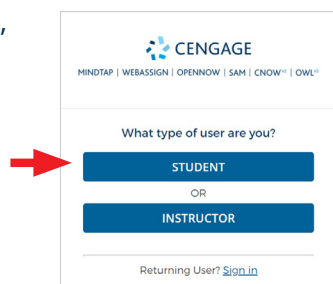 ,
CENGAGE
MINDTAP | WEBASSIGN | OPENNOW | SAM | CNOWv2 | OWLv2
What type of user are you?
STUDENT
OR
INSTRUCTOR
Returning User? Sign in